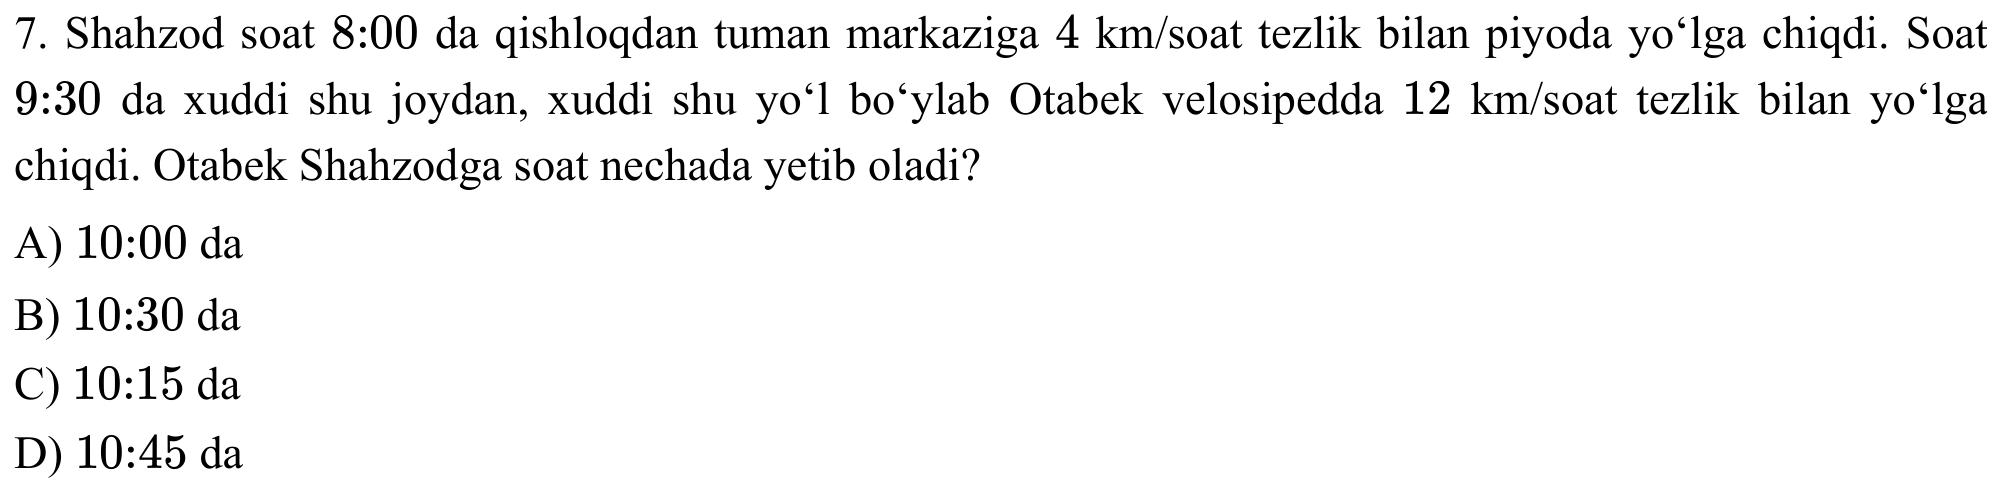 7. Shahzod soat 8:00 da qishloqdan tuman markaziga 4 km/soat tezlik bilan piyoda yo‘lga chiqdi. Soat
9:30 da xuddi shu joydan, xuddi shu yo‘l bo‘ylab Otabek velosipedda 12 km/soat tezlik bilan yo‘lga
chiqdi. Otabek Shahzodga soat nechada yetib oladi?
A) 10:00 da
B) 10:30 da
C) 10:15 da
D) 10:45 da